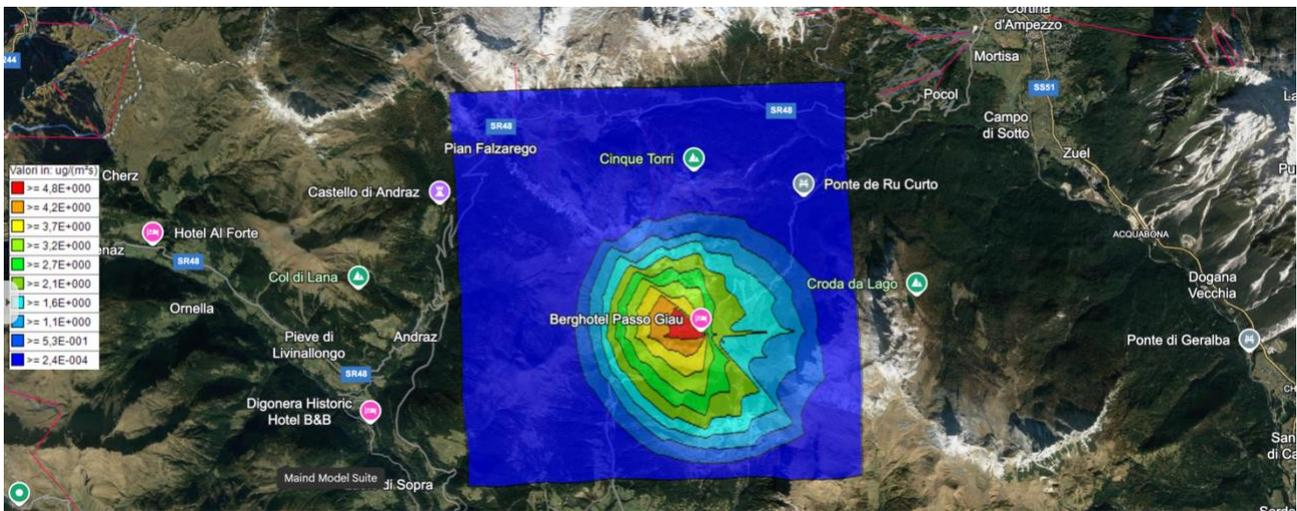 Cortina
d'Ampezzo
244
Mortisa
SS51
Pocol
Campo
di Sotto
Zuel
SR48
SR48
Pian Falzarego
Cinque Torri
Ponte de Ru Curto
Castello di Andraz
Valori in: ug/(m²s)
>= 4,8E+000
>= 4,2E+000
>= 3,7E+000
>= 3,2E+000
>= 2,7E+000
>= 2,1E+000
>= 1,6E+000
>= 1,1E+000
>= 5,3E-001
>= 2,4E-004
Cherz
Hotel Al Forte
SR48
Col di Lana
Ornella
Pieve di
Livinallongo
Andraz
SR48
Digonera Historic
Hotel B&B
Maind Model Suite
di Sopra
Berghotel Passo Giau
Croda da Lago
ACQUABONA
Dogana
Vecchia
Ponte di Geralba
San